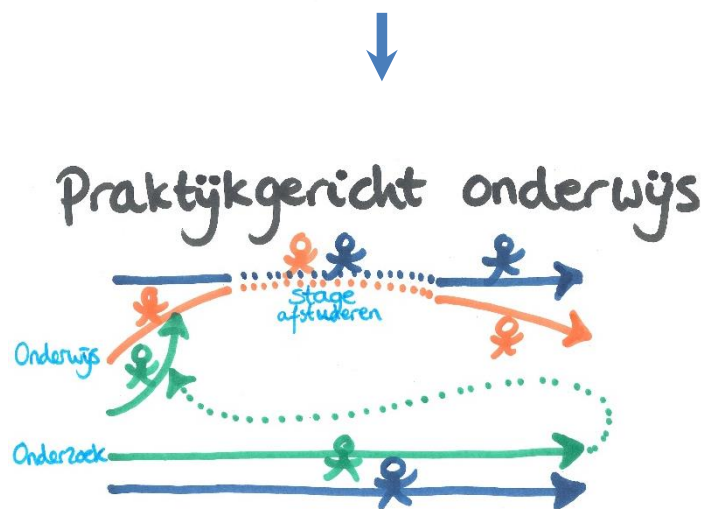 Praktijkgericht onderwijs
stage
afstuderen
Onderwijs
Onderzoek